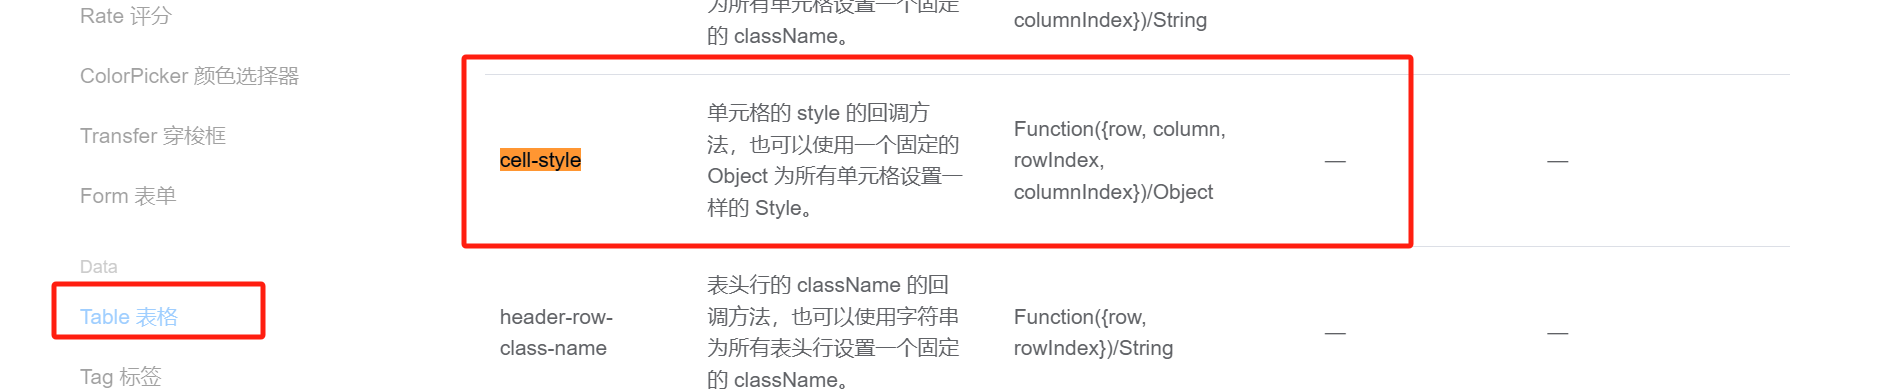 Rate 评分
ColorPicker 颜色选择器
Transfer 穿梭框
Form 表单
Data
Table 表格
Tag 标签
为所有单元格设置一个固定
的 className。
columnIndex})/String
cell-style
单元格的 style 的回调方
法，也可以使用一个固定的
Object 为所有单元格设置一
样的 Style。
Function({row, column,
rowIndex,
columnIndex})/Object
—
—
header-row-
class-name
表头行的 className 的回
调方法，也可以使用字符串
为所有表头行设置一个固定
的 className。
Function({row,
rowIndex})/String
—
—